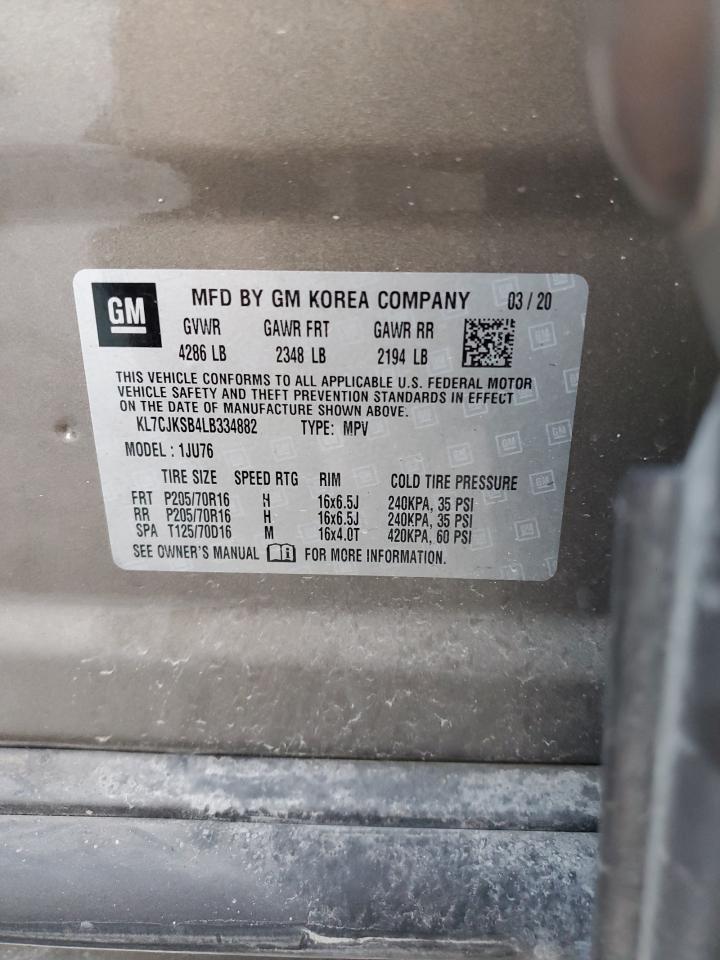 GM MFD BY GM KOREA COMPANY 03 / 20
GVWR GAWR FRT GAWR RR
4286 LB 2348 LB 2194 LB
THIS VEHICLE CONFORMS TO ALL APPLICABLE U.S. FEDERAL MOTOR
VEHICLE SAFETY AND THEFT PREVENTION STANDARDS IN EFFECT
ON THE DATE OF MANUFACTURE SHOWN ABOVE.
KL7CJKSB4LB334882 TYPE: MPV
MODEL : 1JU76
TIRE SIZE SPEED RTG RIM COLD TIRE PRESSURE
FRT P205/70R16 H 16x6.5J 240KPA, 35 PSI
RR P205/70R16 H 16x6.5J 240KPA, 35 PSI
SPA T125/70D16 M 16x4.0T 420KPA, 60 PSI
SEE OWNER'S MANUAL FOR MORE INFORMATION.